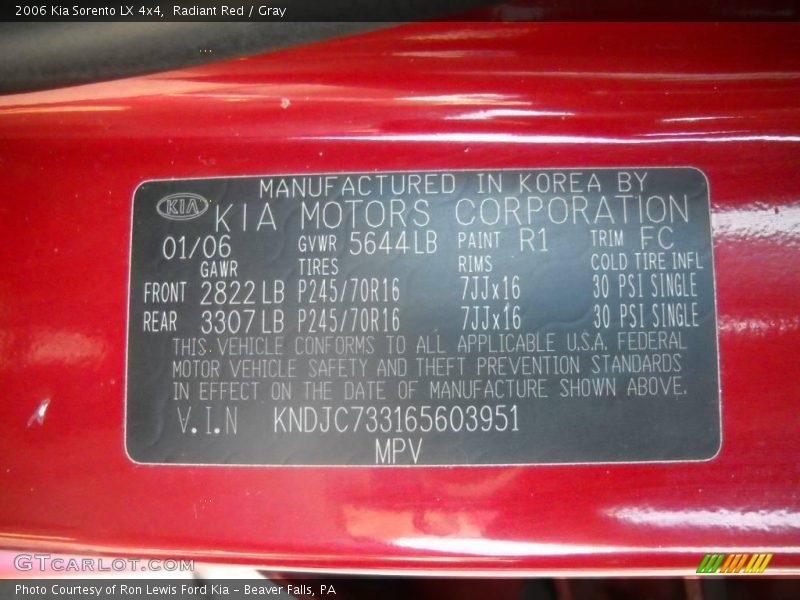 2006 Kia Sorento LX 4x4,  Radiant Red / Gray
MANUFACTURED IN KOREA BY
KIA KIA MOTORS CORPORATION
01/06 GVWR 5644LB PAINT R1 TRIM FC
GAWR TIRES RIMS COLD TIRE INFL
FRONT 2822LB P245/70R16 7JJx16 30 PSI SINGLE
REAR 3307LB P245/70R16 7JJx16 30 PSI SINGLE
THIS VEHICLE CONFORMS TO ALL APPLICABLE U.S.A. FEDERAL
MOTOR VEHICLE SAFETY AND THEFT PREVENTION STANDARDS
IN EFFECT ON THE DATE OF MANUFACTURE SHOWN ABOVE.
V.I.N KNDJC733165603951
MPV
GTCARLOT.COM
Photo Courtesy of Ron Lewis Ford Kia - Beaver Falls, PA